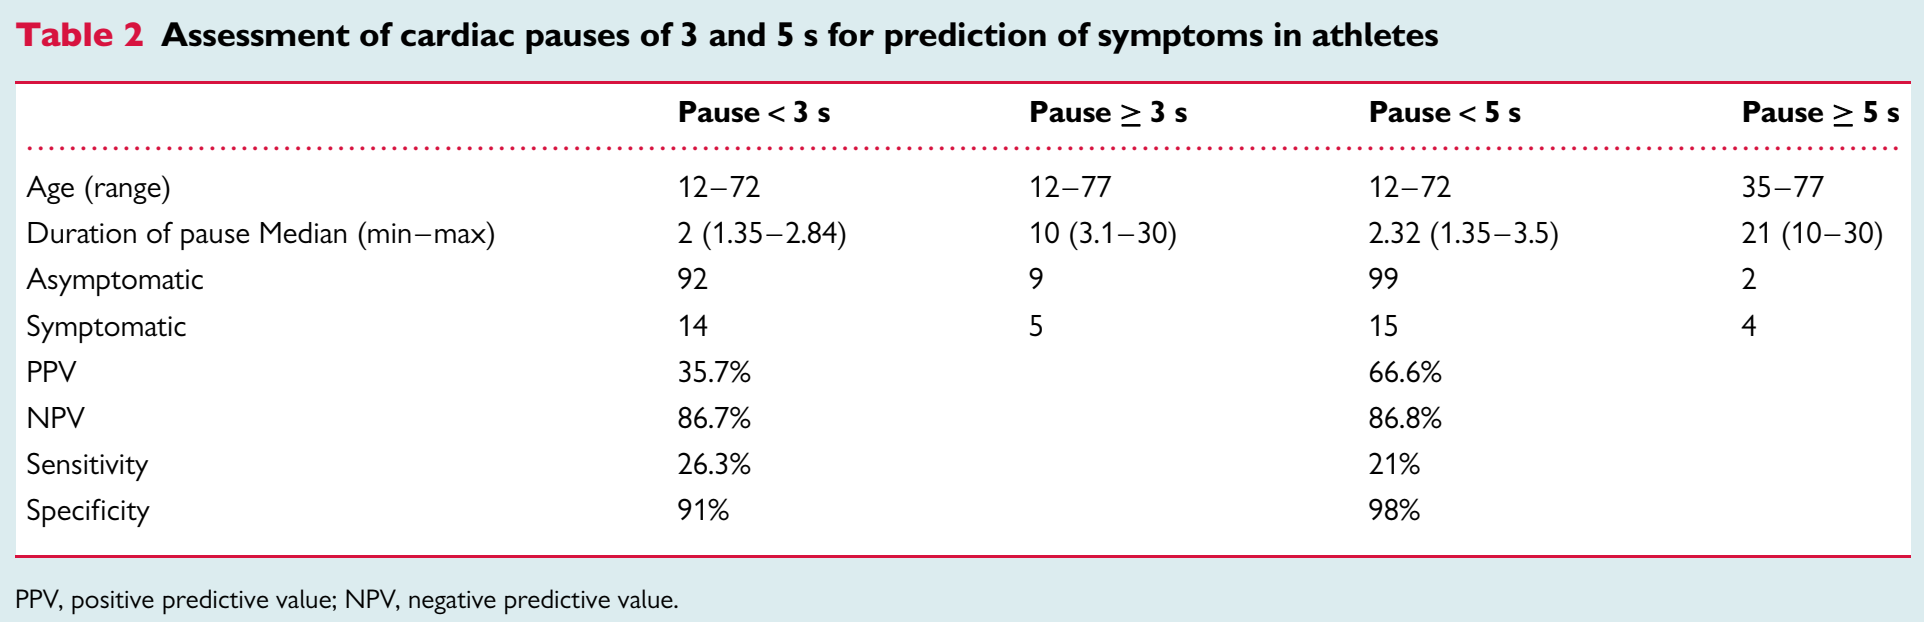 Table 2 Assessment of cardiac pauses of 3 and 5 s for prediction of symptoms in athletes
Pause < 3 s Pause ≥ 3 s Pause < 5 s Pause ≥ 5 s
Age (range) 12–72 12–77 12–72 35–77
Duration of pause Median (min–max) 2 (1.35–2.84) 10 (3.1–30) 2.32 (1.35–3.5) 21 (10–30)
Asymptomatic 92 9 99 2
Symptomatic 14 5 15 4
PPV 35.7% 66.6%
NPV 86.7% 86.8%
Sensitivity 26.3% 21%
Specificity 91% 98%
PPV, positive predictive value; NPV, negative predictive value.